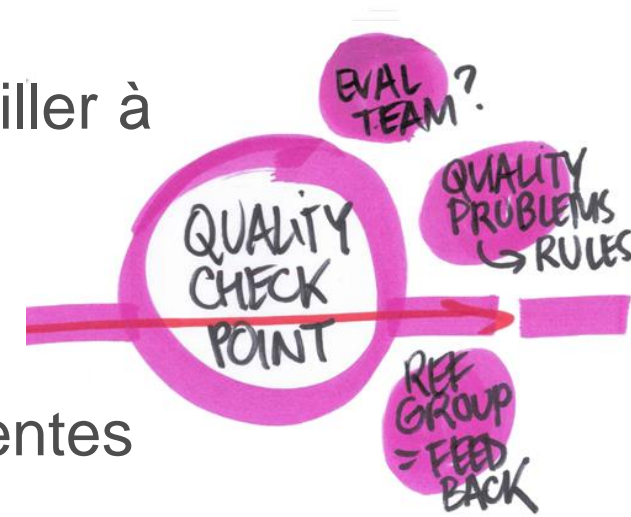 iller à
EVAL
TEAM?
QUALITY
PROBLEMS
↳ RULES
QUALITY
CHECK
POINT
REF
GROUP
= FEED
BACK
entes